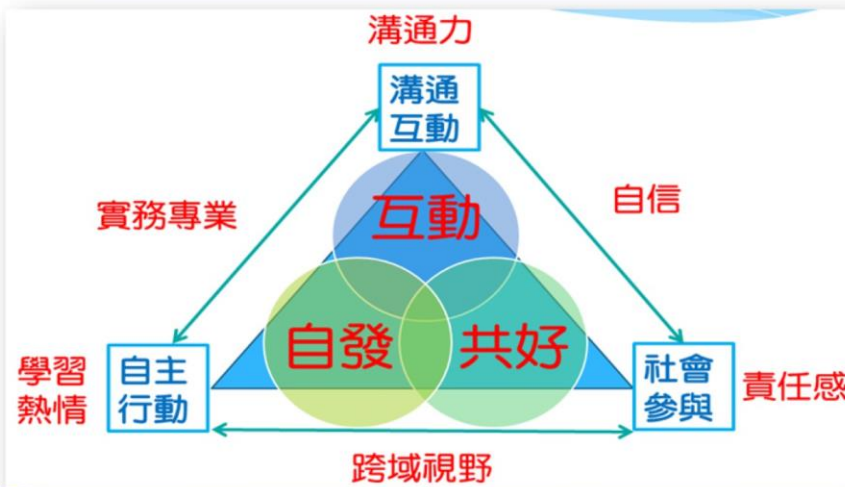 溝通力
溝通
互動
實務專業
自信
互動
自發
共好
學習
熱情
自主
行動
社會
參與
責任感
跨域視野